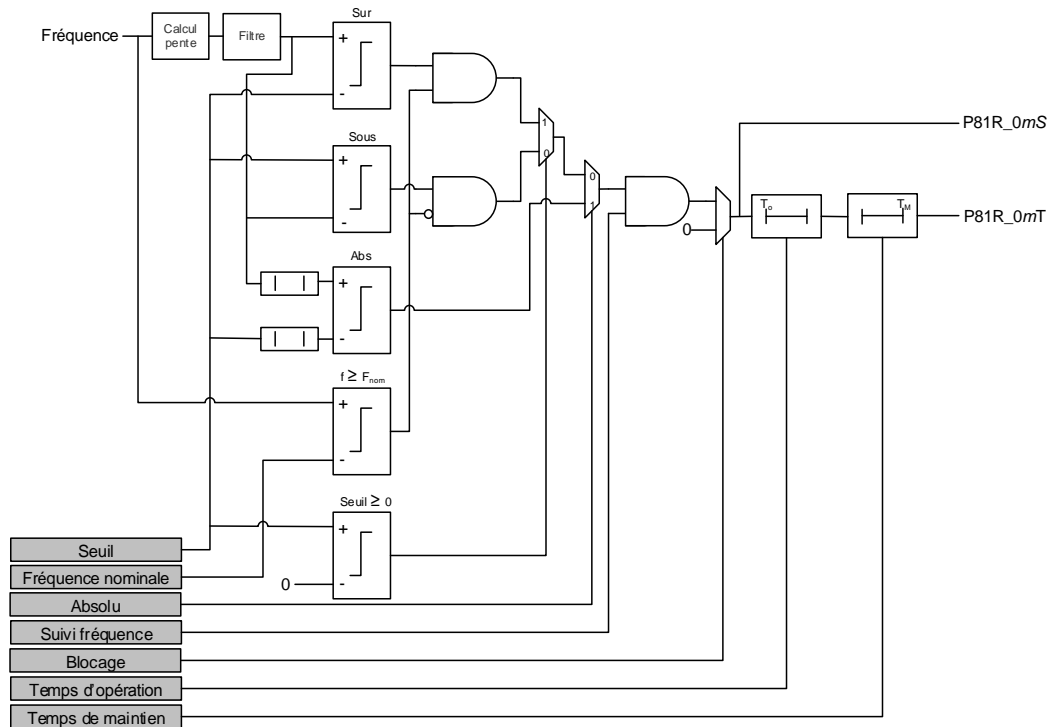 Fréquence
Calcul
pente
Filtre
Sur
+
-
P81R_0mS
Sous
+
-
1
0
0
1
0
To
TM
P81R_0mT
Abs
| |
+
| |
-
f ≥ Fnom
+
-
Seuil ≥ 0
+
0
-
Seuil
Fréquence nominale
Absolu
Suivi fréquence
Blocage
Temps d'opération
Temps de maintien